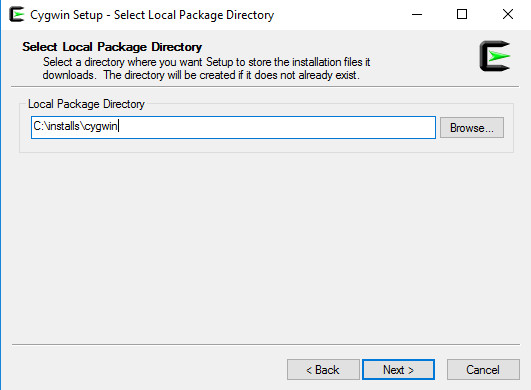 Cygwin Setup - Select Local Package Directory
Select Local Package Directory
Select a directory where you want Setup to store the installation files it
downloads. The directory will be created if it does not already exist.
Local Package Directory
C:\installs\cygwin
Browse...
< Back
Next >
Cancel